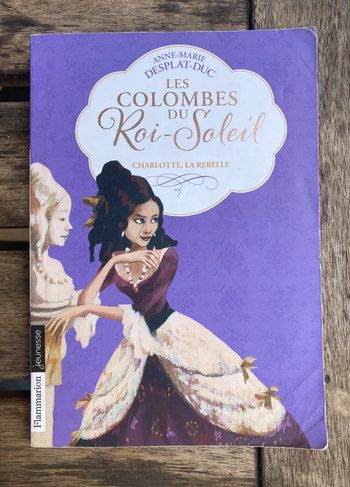 ANNE-MARIE
DESPLAT-DUC
LES
COLOMBES
DU
Roi-Soleil
CHARLOTTE, LA REBELLE
Flammarion jeunesse